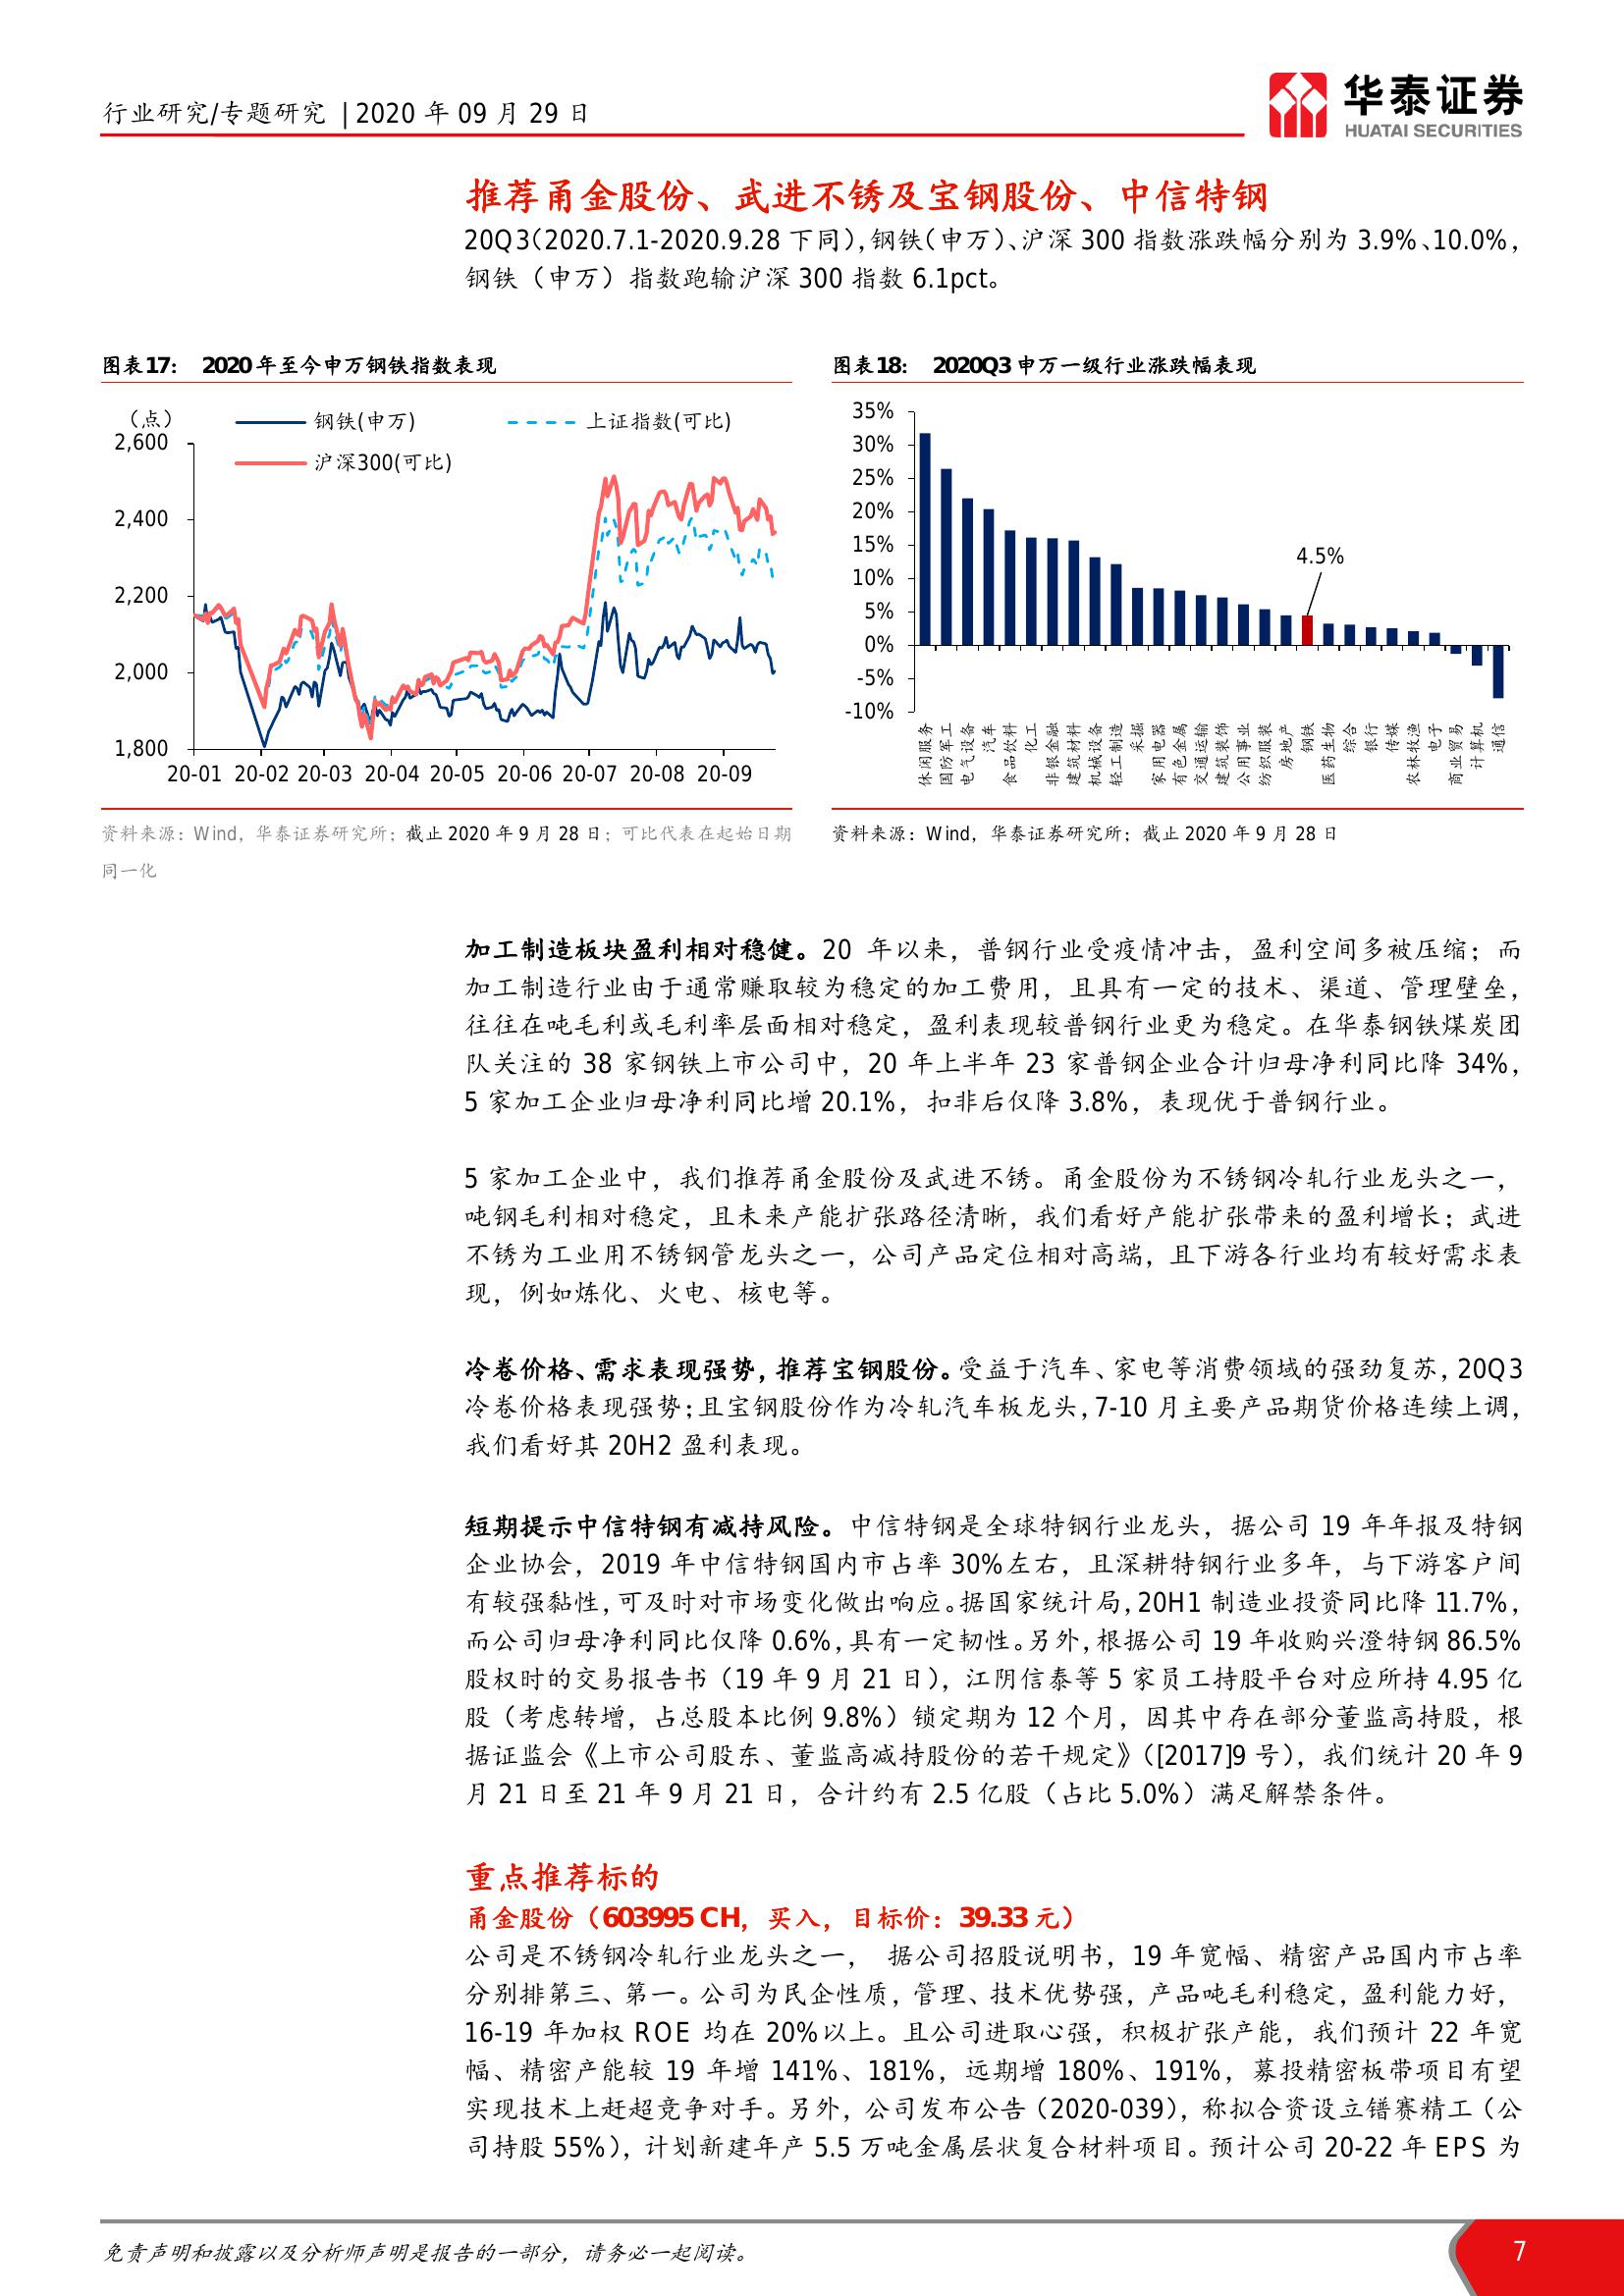 行业研究/专题研究 | 2020 年 09 月 29 日
华泰证券
HUATAI SECURITIES
推荐甬金股份、武进不锈及宝钢股份、中信特钢
20Q3（2020.7.1-2020.9.28 下同），钢铁（申万）、沪深 300 指数涨跌幅分别为 3.9%、10.0%，
钢铁（申万）指数跑输沪深 300 指数 6.1pct。
图表17： 2020 年至今申万钢铁指数表现
（点）
钢铁(申万)
上证指数(可比)
沪深300(可比)
2,600
2,400
2,200
2,000
1,800
20-01 20-02 20-03 20-04 20-05 20-06 20-07 20-08 20-09
资料来源：Wind，华泰证券研究所；截止 2020 年 9 月 28 日；可比代表在起始日期
同一化
图表18： 2020Q3 申万一级行业涨跌幅表现
35%
30%
25%
20%
15%
10%
5%
0%
-5%
-10%
4.5%
休闲服务
国防军工
电气设备
汽车
食品饮料
化工
非银金融
建筑材料
机械设备
轻工制造
采掘
家用电器
有色金属
交通运输
建筑装饰
公用事业
纺织服装
房地产
钢铁
医药生物
综合
银行
传媒
农林牧渔
电子
商业贸易
计算机
通信
资料来源：Wind，华泰证券研究所；截止 2020 年 9 月 28 日
加工制造板块盈利相对稳健。20 年以来，普钢行业受疫情冲击，盈利空间多被压缩；而
加工制造行业由于通常赚取较为稳定的加工费用，且具有一定的技术、渠道、管理壁垒，
往往在吨毛利或毛利率层面相对稳定，盈利表现较普钢行业更为稳定。在华泰钢铁煤炭团
队关注的 38 家钢铁上市公司中，20 年上半年 23 家普钢企业合计归母净利同比降 34%，
5 家加工企业归母净利同比增 20.1%，扣非后仅降 3.8%，表现优于普钢行业。
5 家加工企业中，我们推荐甬金股份及武进不锈。甬金股份为不锈钢冷轧行业龙头之一，
吨钢毛利相对稳定，且未来产能扩张路径清晰，我们看好产能扩张带来的盈利增长；武进
不锈为工业用不锈钢管龙头之一，公司产品定位相对高端，且下游各行业均有较好需求表
现，例如炼化、火电、核电等。
冷卷价格、需求表现强势，推荐宝钢股份。受益于汽车、家电等消费领域的强劲复苏，20Q3
冷卷价格表现强势；且宝钢股份作为冷轧汽车板龙头，7-10 月主要产品期货价格连续上调，
我们看好其 20H2 盈利表现。
短期提示中信特钢有减持风险。中信特钢是全球特钢行业龙头，据公司 19 年年报及特钢
企业协会，2019 年中信特钢国内市占率 30%左右，且深耕特钢行业多年，与下游客户间
有较强黏性，可及时对市场变化做出响应。据国家统计局，20H1 制造业投资同比降 11.7%，
而公司归母净利同比仅降 0.6%，具有一定韧性。另外，根据公司 19 年收购兴澄特钢 86.5%
股权时的交易报告书（19 年 9 月 21 日），江阴信泰等 5 家员工持股平台对应所持 4.95 亿
股（考虑转增，占总股本比例 9.8%）锁定期为 12 个月，因其中存在部分董监高持股，根
据证监会《上市公司股东、董监高减持股份的若干规定》（[2017]9 号），我们统计 20 年 9
月 21 日至 21 年 9 月 21 日，合计约有 2.5 亿股（占比 5.0%）满足解禁条件。
重点推荐标的
甬金股份（603995 CH，买入，目标价：39.33 元）
公司是不锈钢冷轧行业龙头之一， 据公司招股说明书，19 年宽幅、精密产品国内市占率
分别排第三、第一。公司为民企性质，管理、技术优势强，产品吨毛利稳定，盈利能力好，
16-19 年加权 ROE 均在 20%以上。且公司进取心强，积极扩张产能，我们预计 22 年宽
幅、精密产能较 19 年增 141%、181%，远期增 180%、191%，募投精密板带项目有望
实现技术上赶超竞争对手。另外，公司发布公告（2020-039），称拟合资设立镨赛精工（公
司持股 55%），计划新建年产 5.5 万吨金属层状复合材料项目。预计公司 20-22 年 EPS 为
免责声明和披露以及分析师声明是报告的一部分，请务必一起阅读。
7